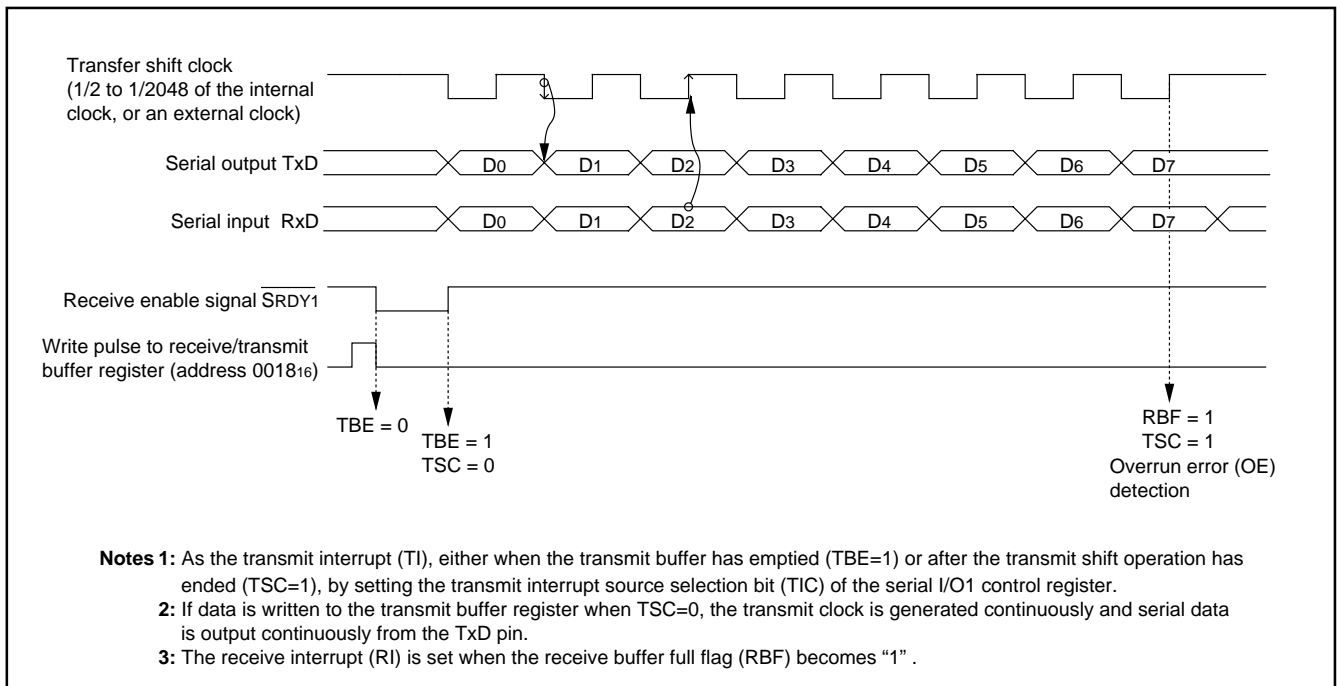 Transfer shift clock
(1/2 to 1/2048 of the internal
clock, or an external clock)
Serial output TxD
D0 D1 D2 D3 D4 D5 D6 D7
Serial input RxD
D0 D1 D2 D3 D4 D5 D6 D7
Receive enable signal SRDY1
Write pulse to receive/transmit
buffer register (address 001816)
TBE = 0
TBE = 1
TSC = 0
RBF = 1
TSC = 1
Overrun error (OE)
detection
Notes 1: As the transmit interrupt (TI), either when the transmit buffer has emptied (TBE=1) or after the transmit shift operation has
ended (TSC=1), by setting the transmit interrupt source selection bit (TIC) of the serial I/O1 control register.
2: If data is written to the transmit buffer register when TSC=0, the transmit clock is generated continuously and serial data
is output continuously from the TxD pin.
3: The receive interrupt (RI) is set when the receive buffer full flag (RBF) becomes “1” .